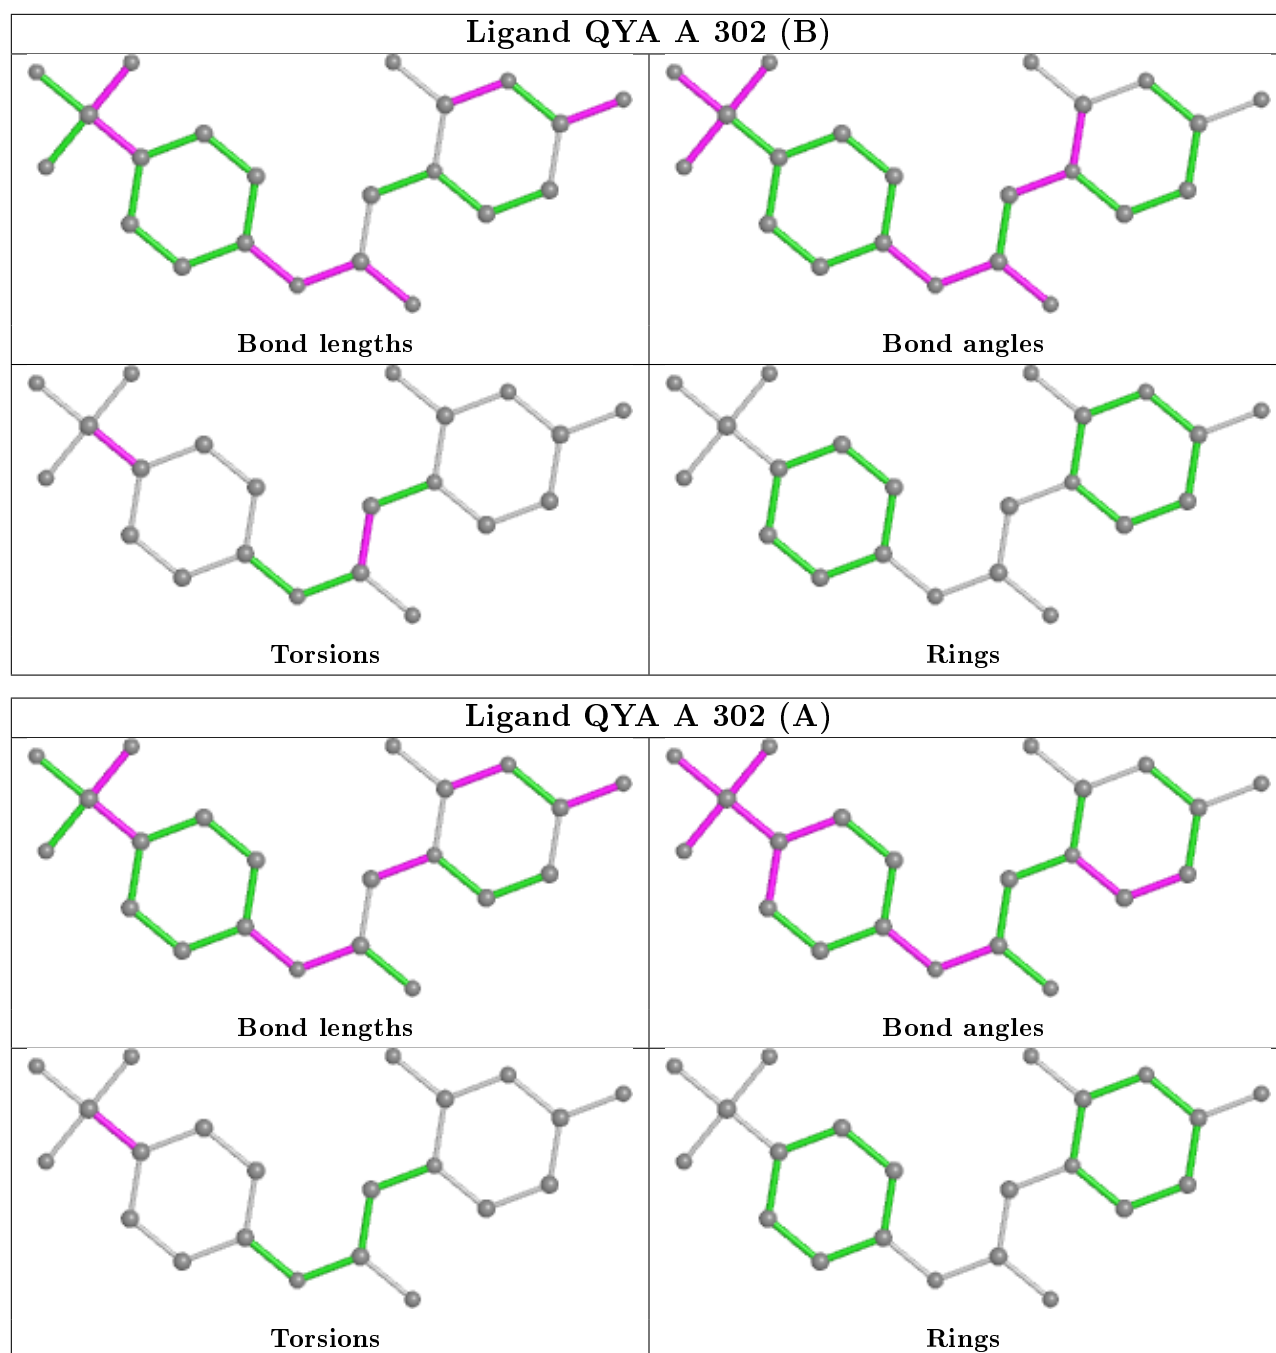 Ligand QYA A 302 (B)
Bond lengths
Bond angles
Torsions
Rings
Ligand QYA A 302 (A)
Bond lengths
Bond angles
Torsions
Rings